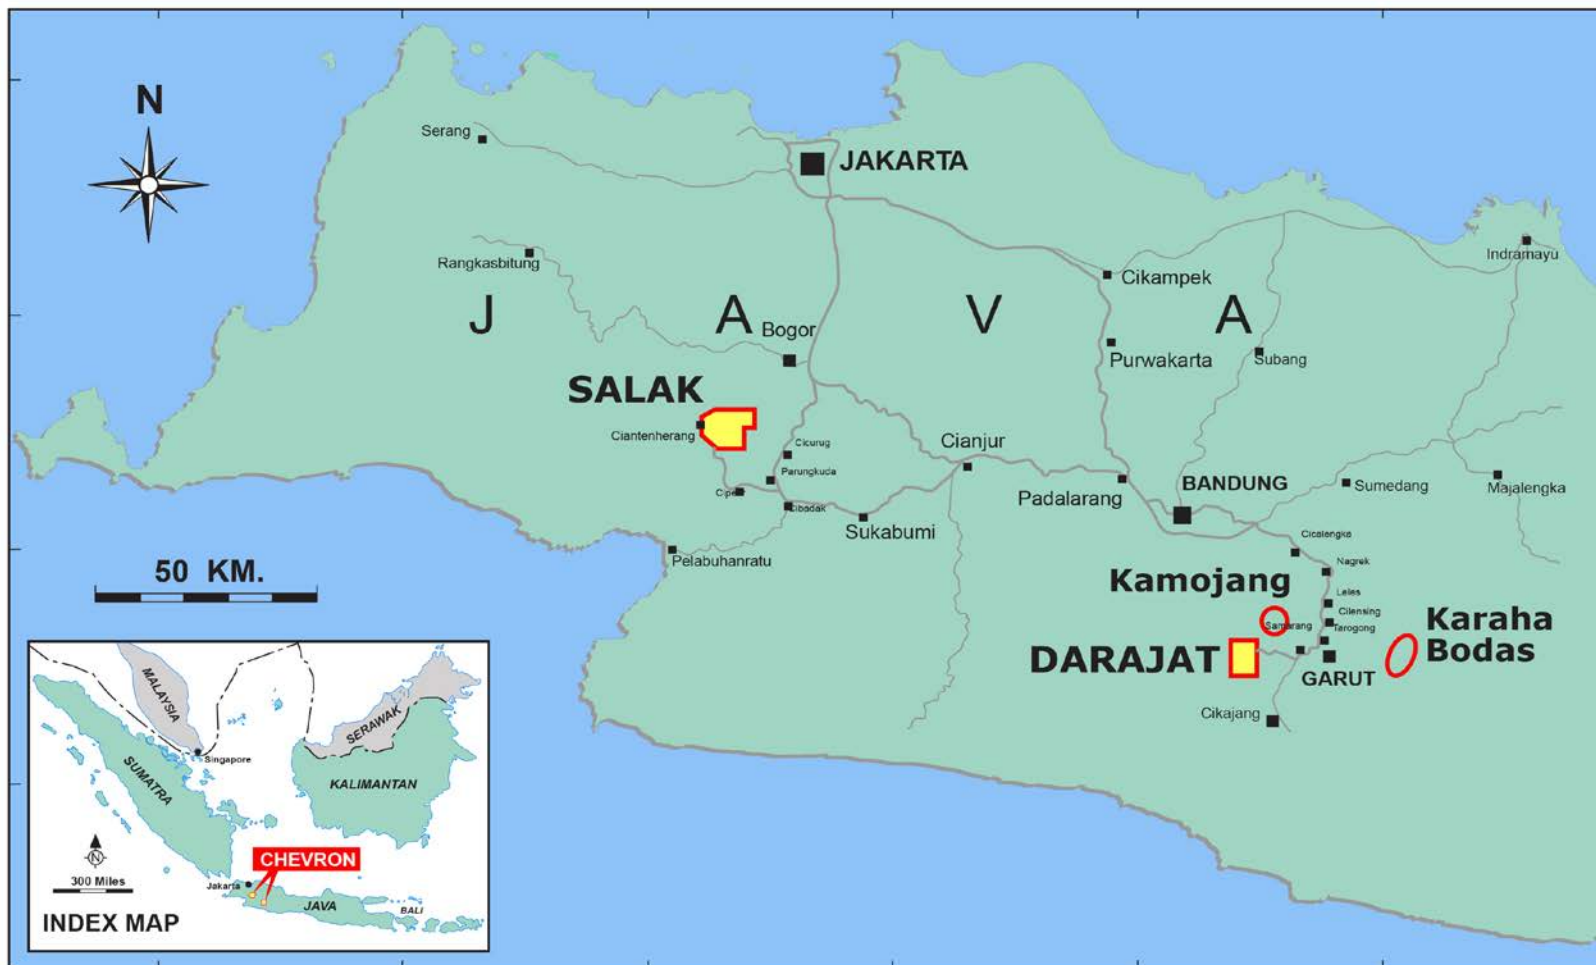 N
Serang
JAKARTA
Rangkasbitung
Indramayu
Cikampek
J A V A
Bogor
Purwakarta
Subang
SALAK
Ciantenherang
Cicurug
Cianjur
Parungkuda
Padalarang
BANDUNG
Sumedang
Majalengka
Cibadak
Sukabumi
Cicalengka
Pelabuhanratu
Nagrek
50 KM.
Kamojang
Leles
Cilensing
Samarang
Tarogong
Karaha
Bodas
DARAJAT
GARUT
Cikajang
MALAYSIA
SERAWAK
Singapore
SUMATRA
KALIMANTAN
N
CHEVRON
300 Miles
Jakarta
JAVA
BALI
INDEX MAP